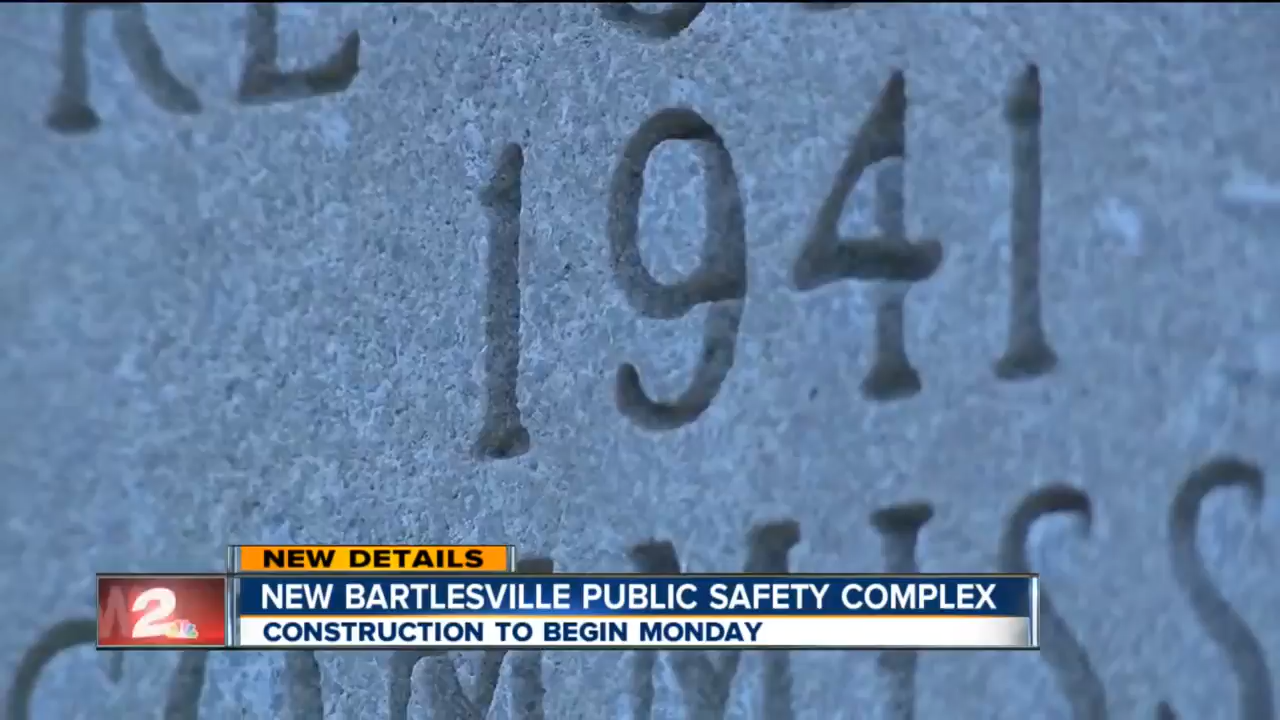 1941
NEW DETAILS
2
NEW BARTLESVILLE PUBLIC SAFETY COMPLEX
CONSTRUCTION TO BEGIN MONDAY